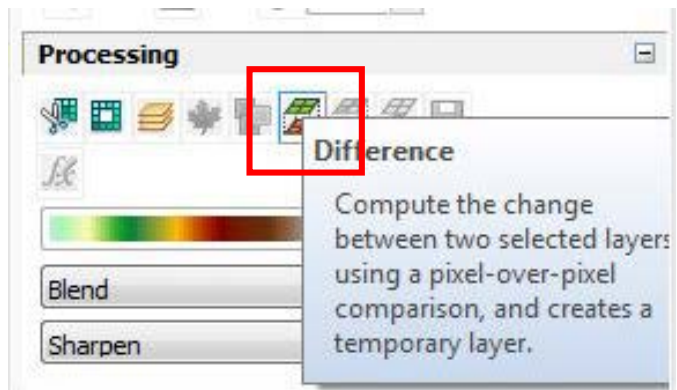 Processing
Difference
Compute the change
between two selected layers
using a pixel-over-pixel
comparison, and creates a
temporary layer.
Blend
Sharpen